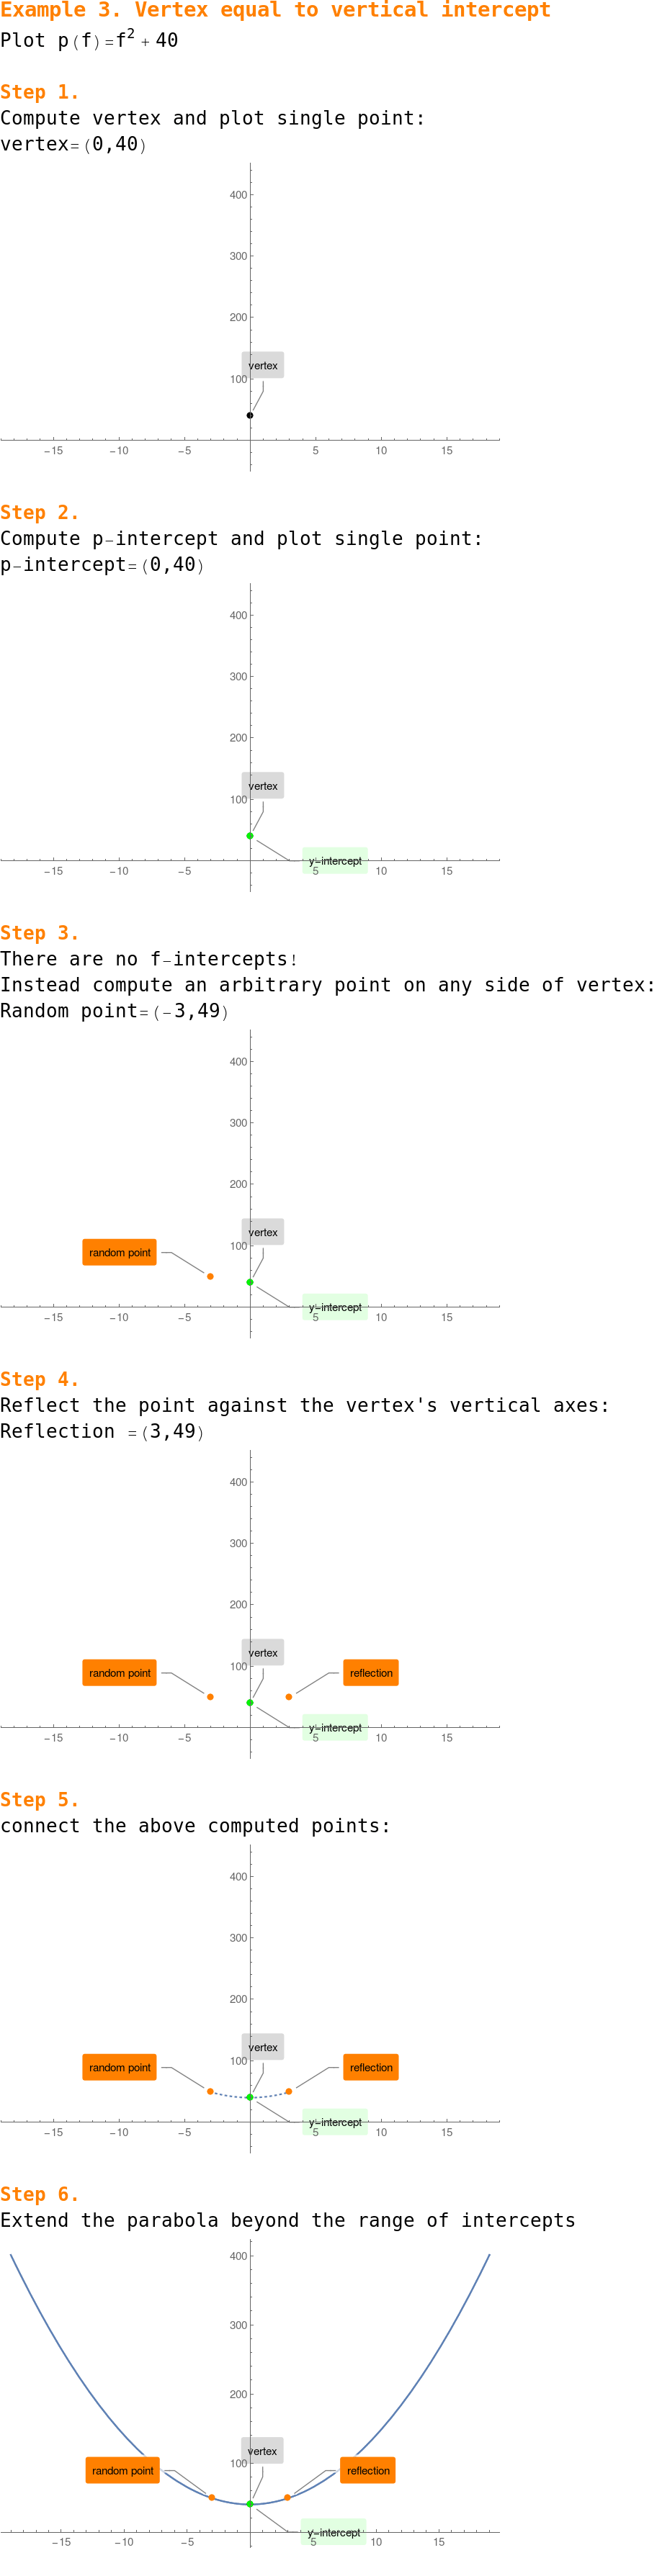 Example 3. Vertex equal to vertical intercept
Plot p(f)=f² + 40
Step 1.
Compute vertex and plot single point:
vertex=(0,40)
400
300
200
vertex
100
−15 −10 −5 5 10 15
Step 2.
Compute p−intercept and plot single point:
p−intercept=(0,40)
400
300
200
vertex
100
y−intercept
−15 −10 −5 5 10 15
Step 3.
There are no f−intercepts!
Instead compute an arbitrary point on any side of vertex:
Random point=(−3,49)
400
300
200
vertex
100
random point
y−intercept
−15 −10 −5 5 10 15
Step 4.
Reflect the point against the vertex's vertical axes:
Reflection =(3,49)
400
300
200
vertex
100
random point reflection
y−intercept
−15 −10 −5 5 10 15
Step 5.
connect the above computed points:
400
300
200
vertex
100
random point reflection
y−intercept
−15 −10 −5 5 10 15
Step 6.
Extend the parabola beyond the range of intercepts
400
300
200
vertex
100
random point reflection
y−intercept
−15 −10 −5 5 10 15